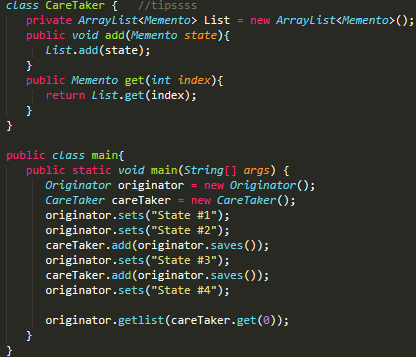 class CareTaker {   //tipssss
   private ArrayList<Memento> List = new ArrayList<Memento>();
   public void add(Memento state){
      List.add(state);
   }
   public Memento get(int index){
      return List.get(index);
   }
}

public class main{
   public static void main(String[] args) {
      Originator originator = new Originator();
      CareTaker careTaker = new CareTaker();
      originator.sets("State #1");
      originator.sets("State #2");
      careTaker.add(originator.saves());
      originator.sets("State #3");
      careTaker.add(originator.saves());
      originator.sets("State #4");

      originator.getlist(careTaker.get(0));
   }
}